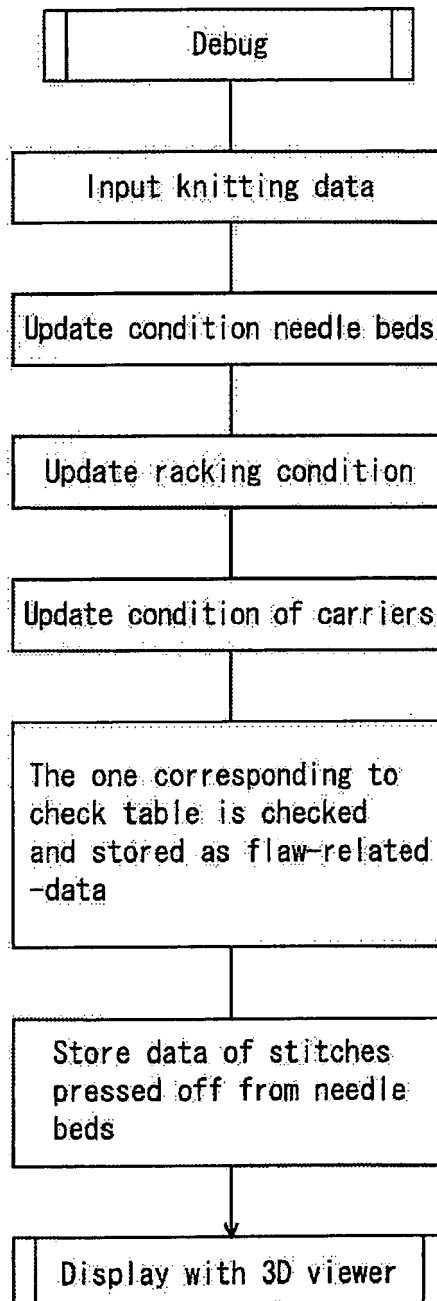 Debug
Input knitting data
Update condition needle beds
Update racking condition
Update condition of carriers
The one corresponding to
check table is checked
and stored as flaw-related
-data
Store data of stitches
pressed off from needle
beds
Display with 3D viewer